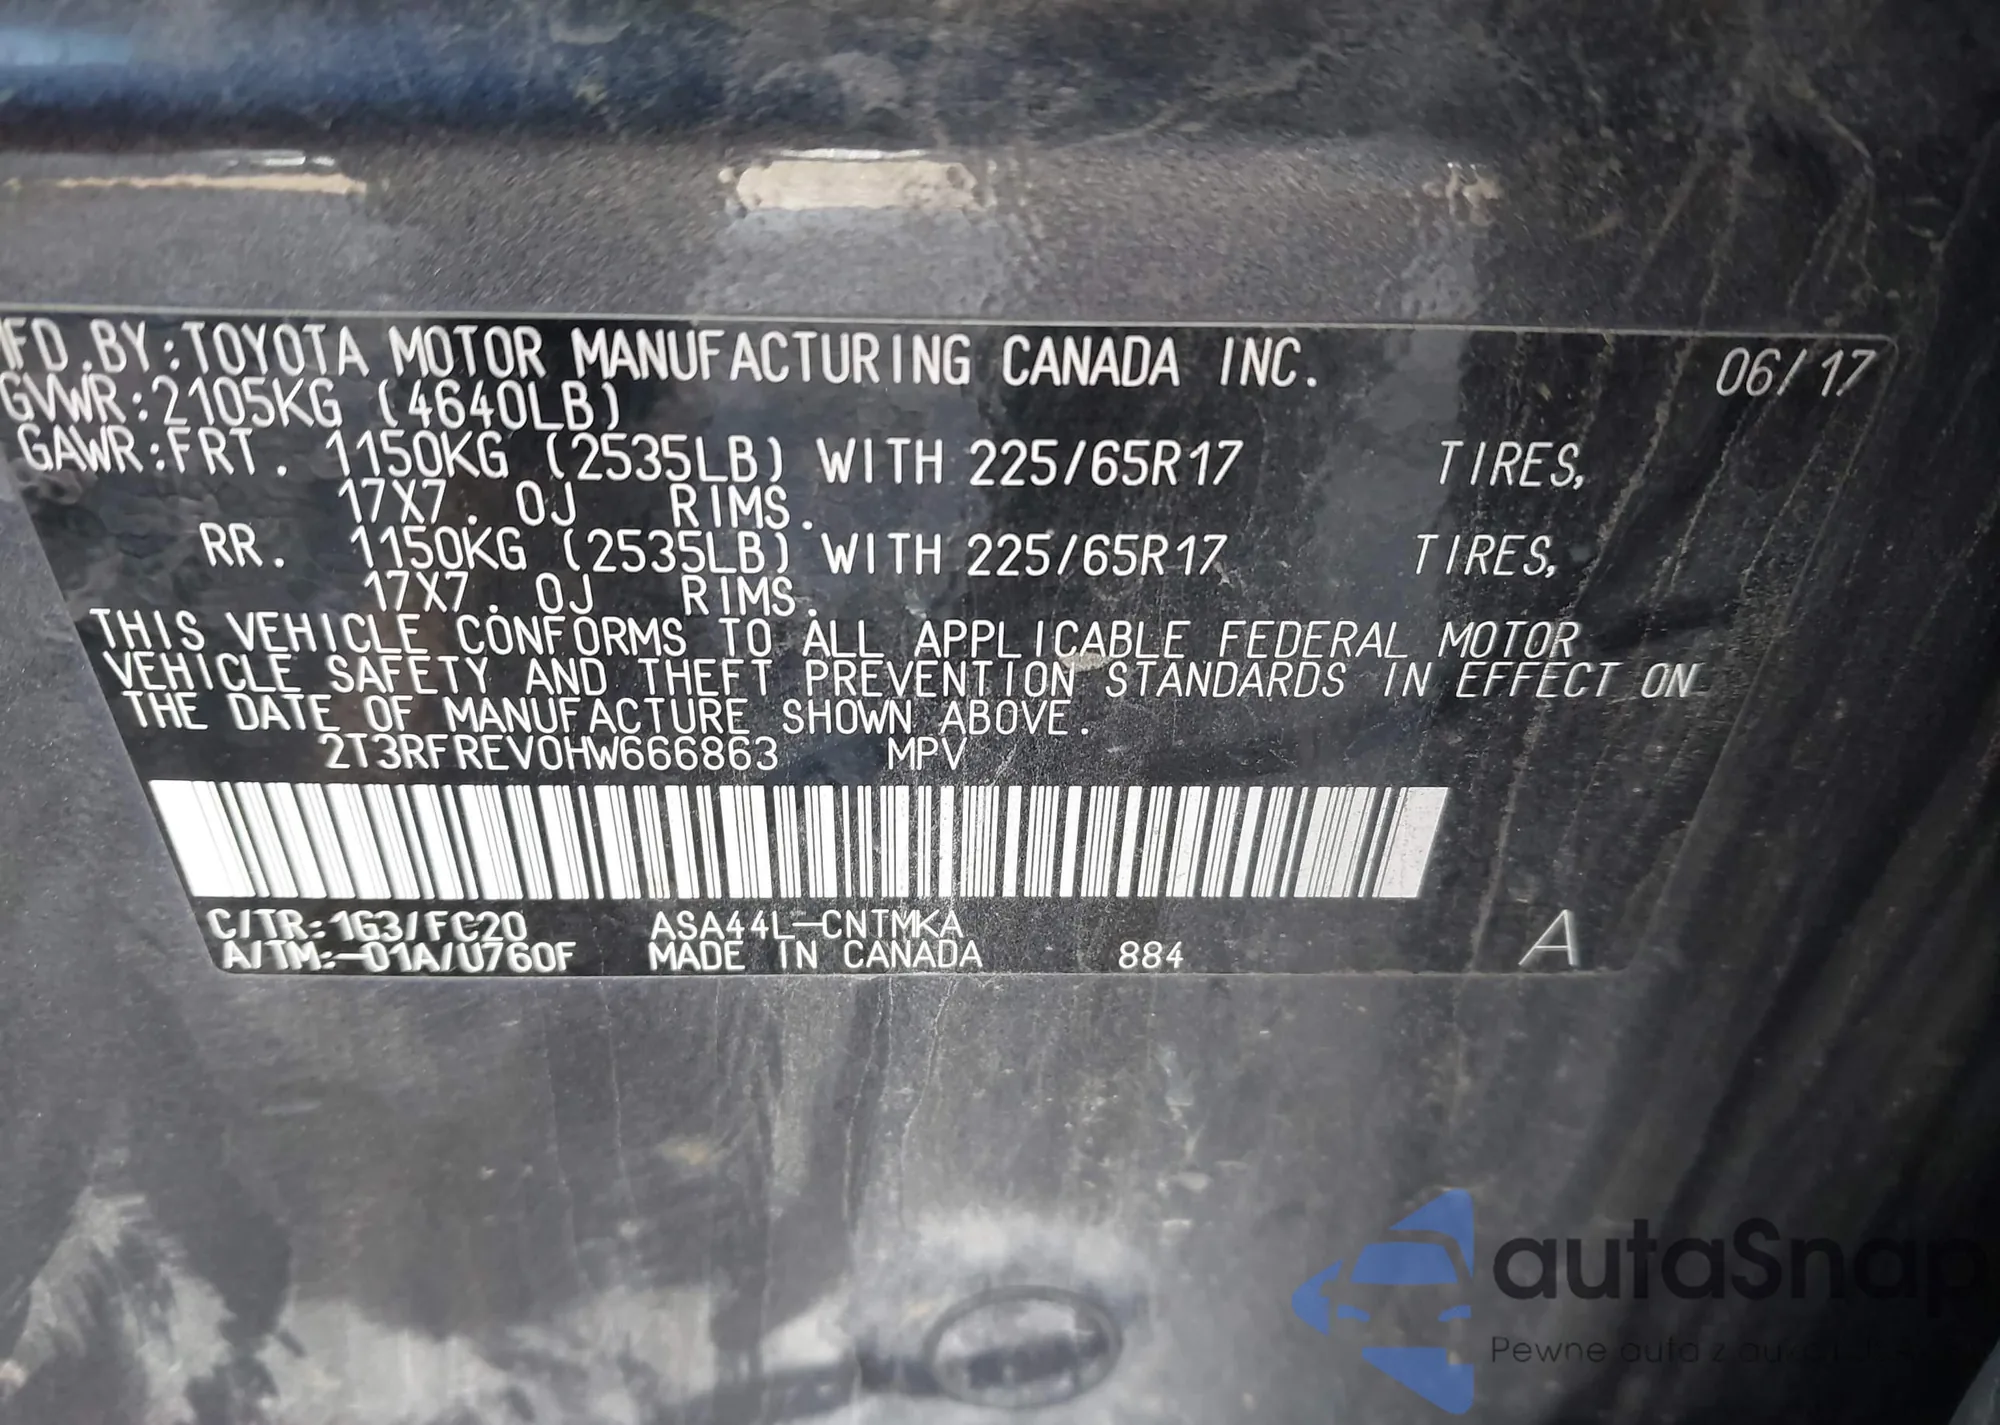 MFD.BY:TOYOTA MOTOR MANUFACTURING CANADA INC. 06/17
GVWR:2105KG (4640LB)
GAWR:FRT. 1150KG (2535LB) WITH 225/65R17 TIRES,
17X7.0J RIMS.
RR. 1150KG (2535LB) WITH 225/65R17 TIRES,
17X7.0J RIMS.
THIS VEHICLE CONFORMS TO ALL APPLICABLE FEDERAL MOTOR
VEHICLE SAFETY AND THEFT PREVENTION STANDARDS IN EFFECT ON
THE DATE OF MANUFACTURE SHOWN ABOVE.
2T3RFREV0HW666863 MPV
C/TR:1G3/FC20 ASA44L-CNTMKA
A/TM:-01A/U760F MADE IN CANADA 884 A
autaSnap
Pewne auta z